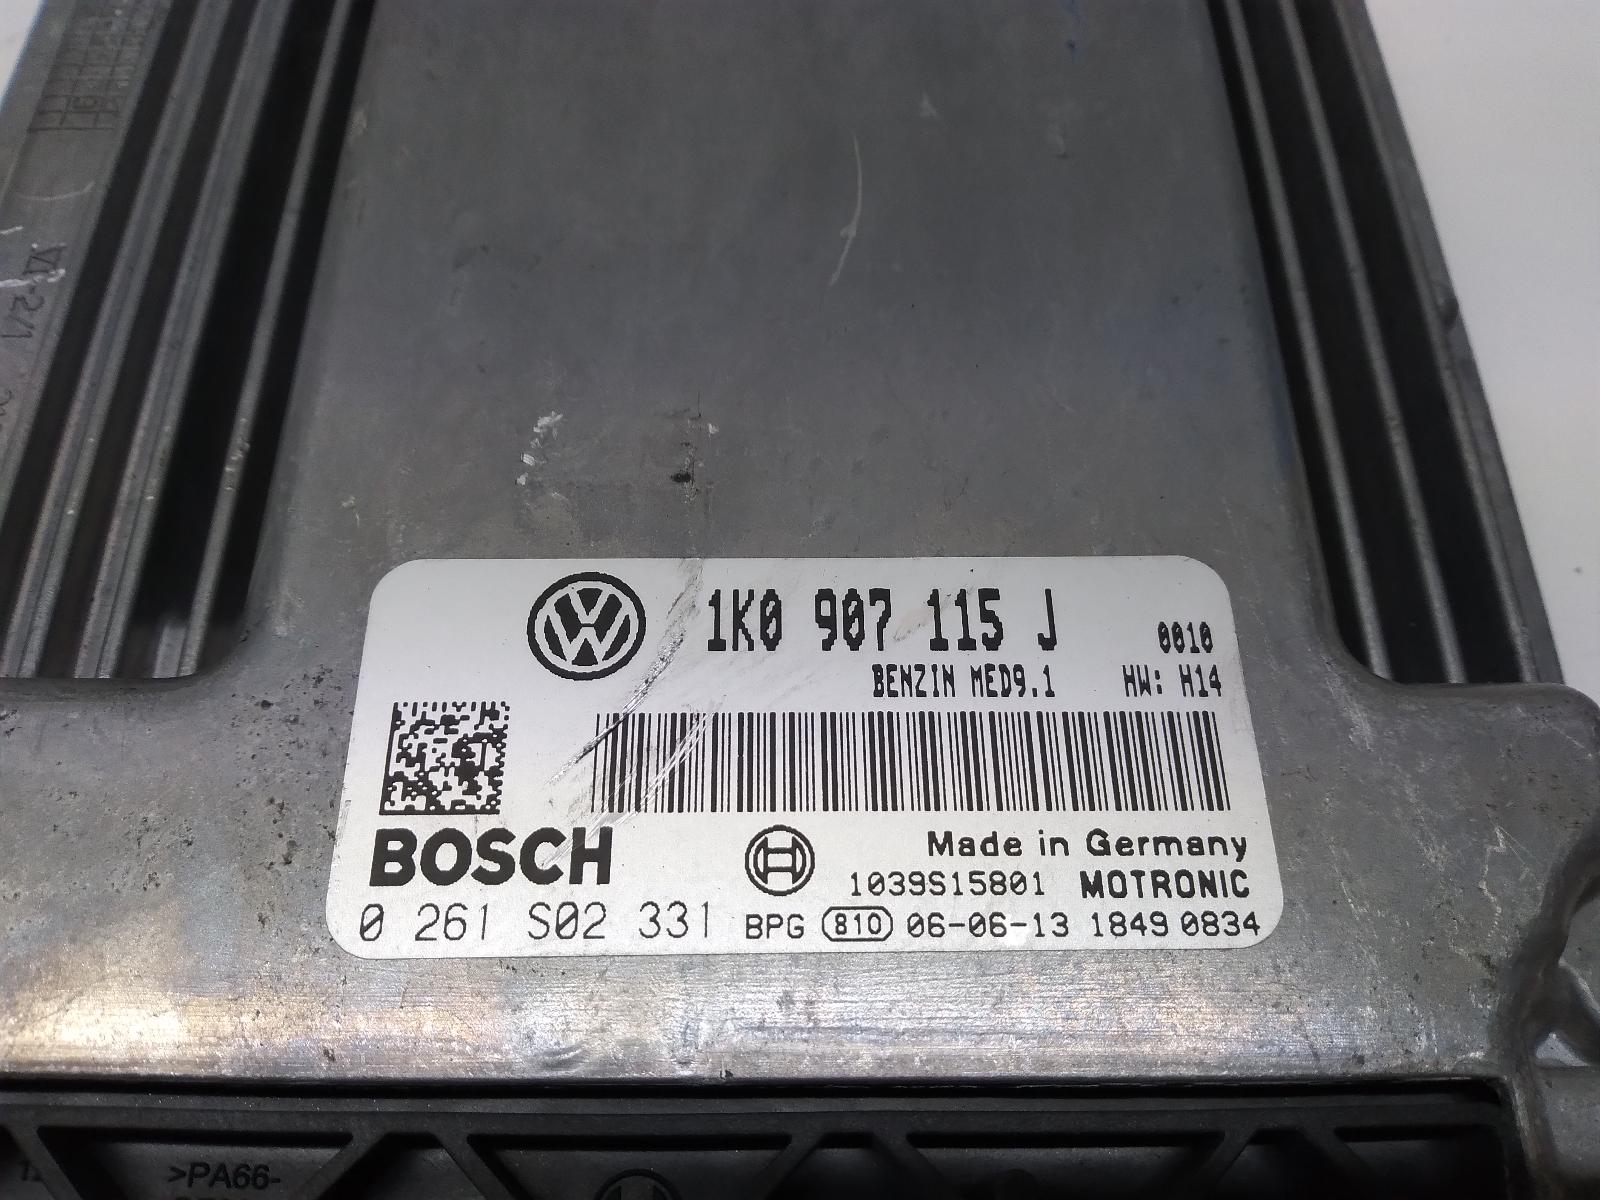 1K0 907 115 J
0010
BENZIN MED9.1 HW: H14
BOSCH
Made in Germany
1039S15801 MOTRONIC
0 261 S02 331 BPG 810 06-06-13 1849 0834
>PA66-